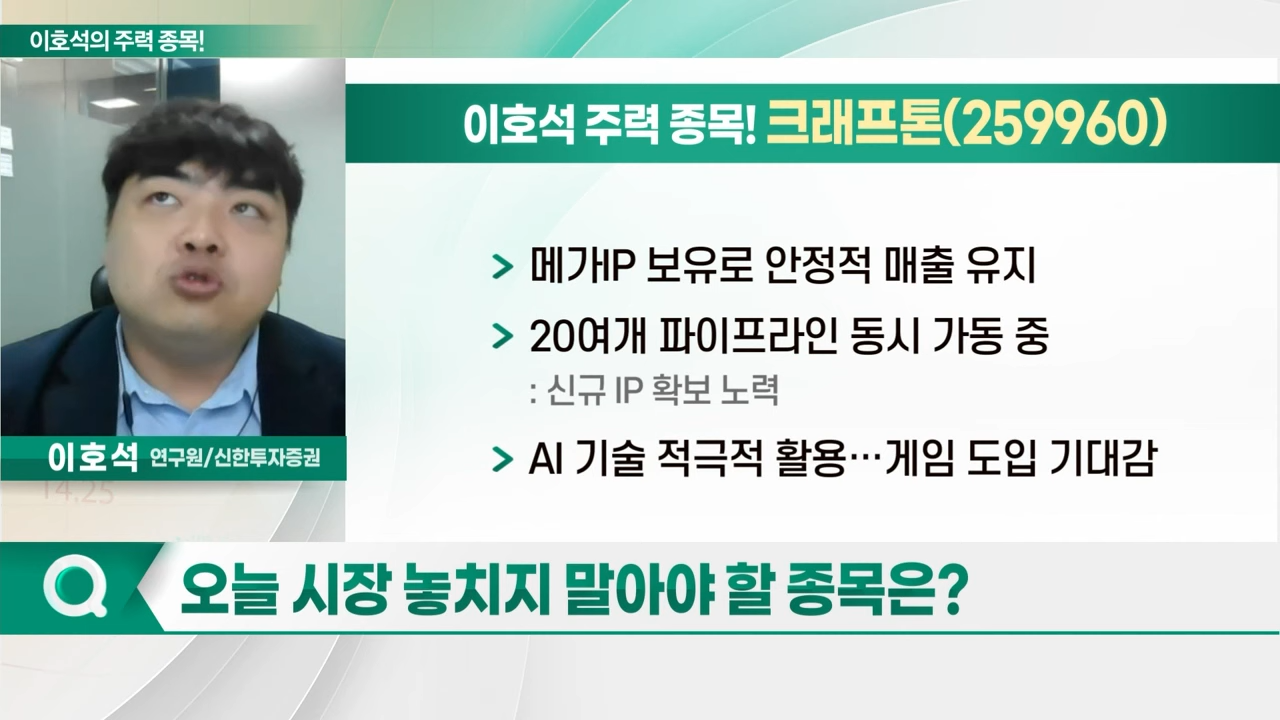 이호석의 주력 종목!
이호석 주력 종목! 크래프톤(259960)
> 메가IP 보유로 안정적 매출 유지
> 20여개 파이프라인 동시 가동 중
: 신규 IP 확보 노력
> AI 기술 적극적 활용…게임 도입 기대감
이호석 연구원/신한투자증권
14.25
오늘 시장 놓치지 말아야 할 종목은?